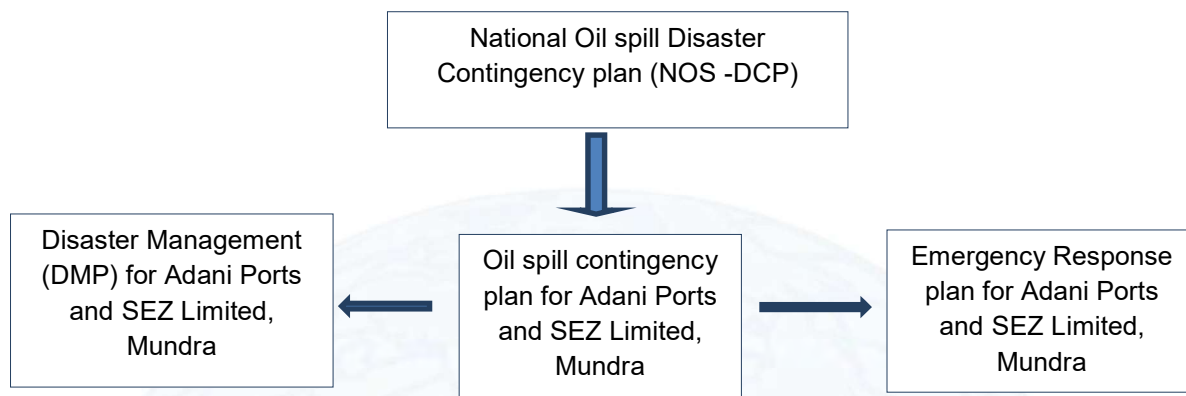 National Oil spill Disaster
Contingency plan (NOS -DCP)
Disaster Management
(DMP) for Adani Ports
and SEZ Limited,
Mundra
Oil spill contingency
plan for Adani Ports
and SEZ Limited,
Mundra
Emergency Response
plan for Adani Ports
and SEZ Limited,
Mundra